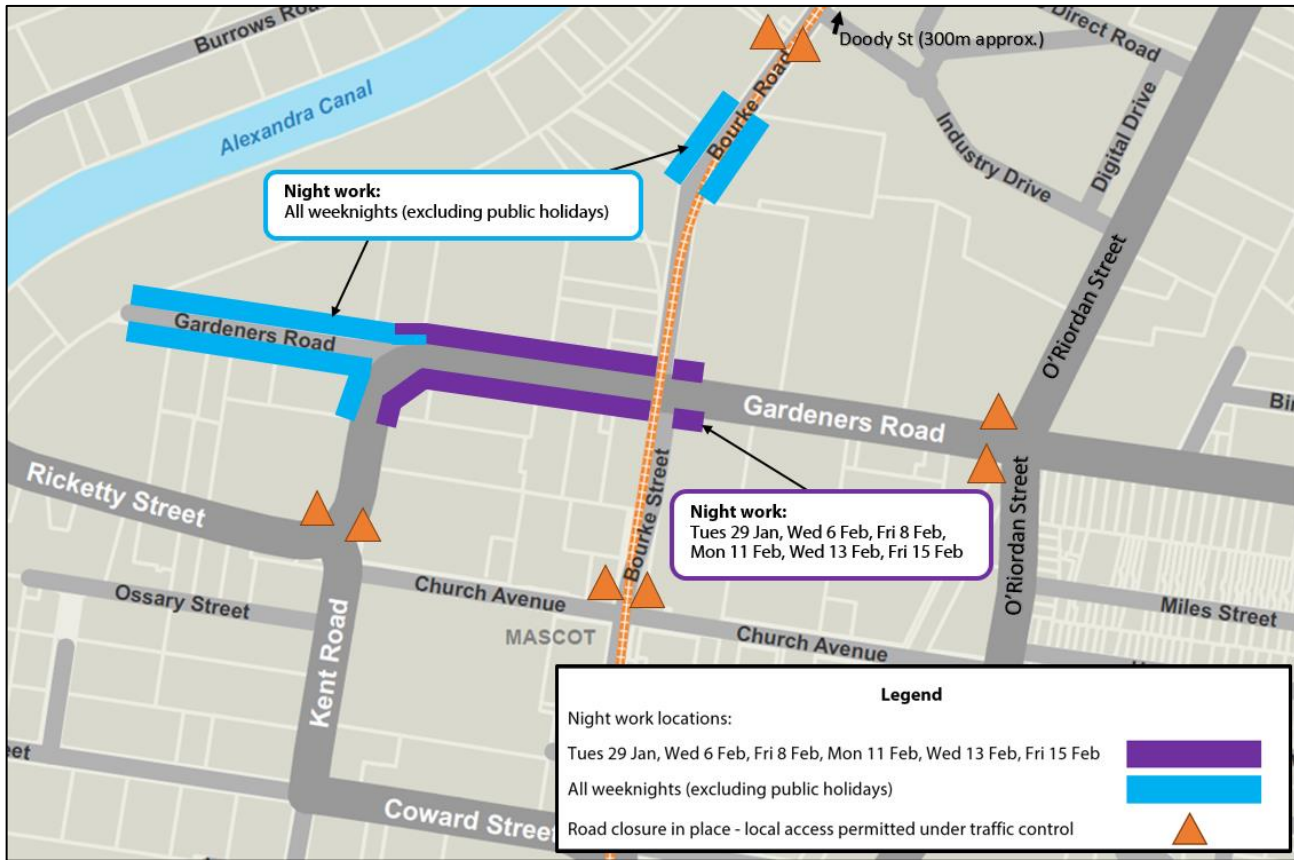 Burrows Roa
Direct Road
Doody St (300m approx.)
Alexandra Canal
Bourke Road
Digital Drive
Industry Drive
Night work:
All weeknights (excluding public holidays)
O'Riordan Street
Gardeners Road
Gardeners Road
Bir
Ricketty Street
Bourke Street
Night work:
Tues 29 Jan, Wed 6 Feb, Fri 8 Feb,
Mon 11 Feb, Wed 13 Feb, Fri 15 Feb
O'Riordan Street
Ossary Street
Church Avenue
Miles Street
MASCOT
Church Avenue
Kent Road
eet
Coward Street
Legend
Night work locations:
Tues 29 Jan, Wed 6 Feb, Fri 8 Feb, Mon 11 Feb, Wed 13 Feb, Fri 15 Feb
All weeknights (excluding public holidays)
Road closure in place - local access permitted under traffic control